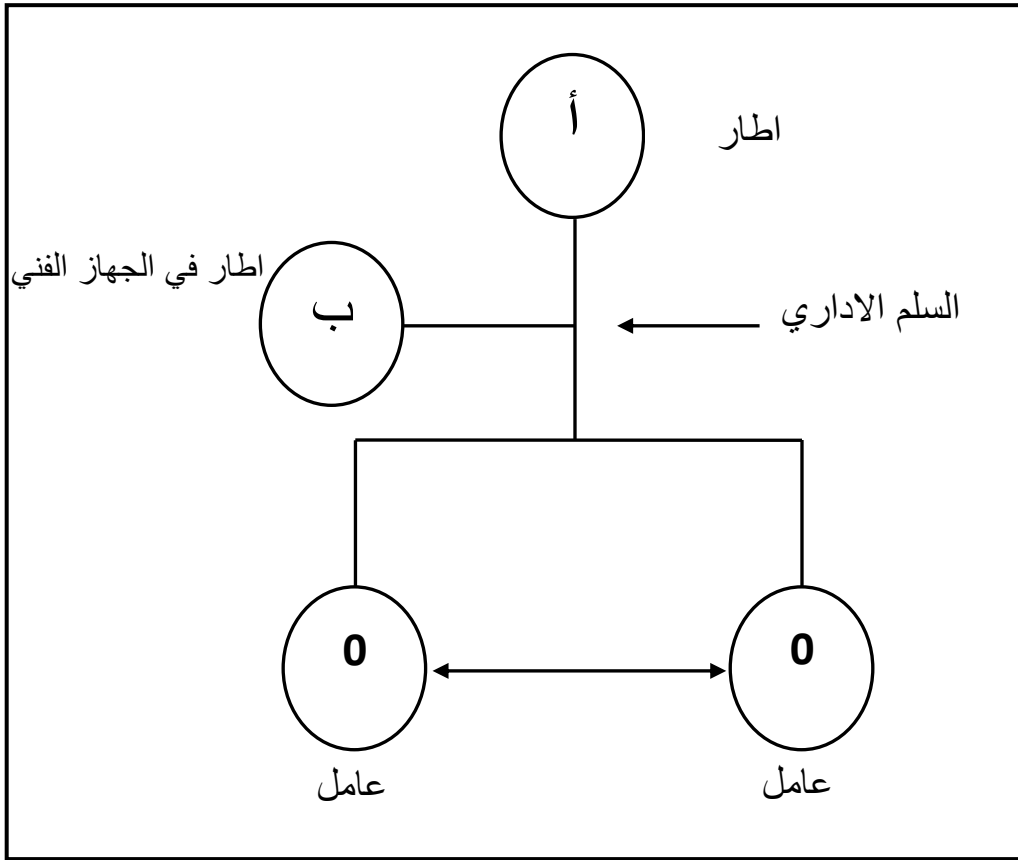 أ
اطار
اطار في الجهاز الفني
ب
السلم الاداري
0
0
عامل
عامل